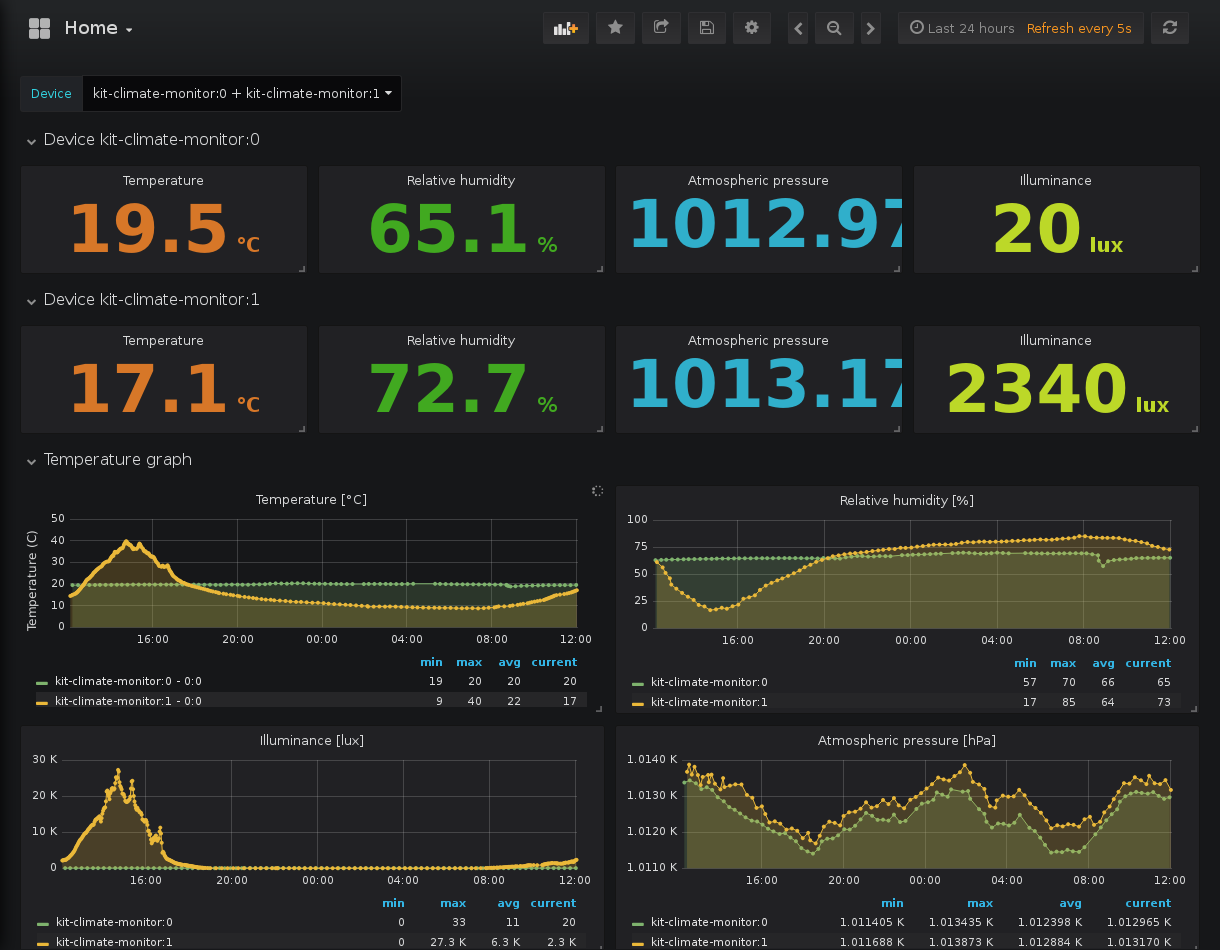 Home
Last 24 hours Refresh every 5s
Device kit-climate-monitor:0 + kit-climate-monitor:1
Device kit-climate-monitor:0
Temperature Relative humidity Atmospheric pressure Illuminance
19.5 °C 65.1 % 1012.97 20 lux
Device kit-climate-monitor:1
Temperature Relative humidity Atmospheric pressure Illuminance
17.1 °C 72.7 % 1013.17 2340 lux
Temperature graph
Temperature [°C]
Temperature (C)
50
40
30
20
10
0
16:00 20:00 00:00 04:00 08:00 12:00
min max avg current
kit-climate-monitor:0 - 0:0 19 20 20 20
kit-climate-monitor:1 - 0:0 9 40 22 17
Relative humidity [%]
100
75
50
25
0
16:00 20:00 00:00 04:00 08:00 12:00
min max avg current
kit-climate-monitor:0 57 70 66 65
kit-climate-monitor:1 17 85 64 73
Illuminance [lux]
30 K
20 K
10 K
0
16:00 20:00 00:00 04:00 08:00 12:00
min max avg current
kit-climate-monitor:0 0 33 11 20
kit-climate-monitor:1 0 27.3 K 6.3 K 2.3 K
Atmospheric pressure [hPa]
1.0140 K
1.0130 K
1.0120 K
1.0110 K
16:00 20:00 00:00 04:00 08:00 12:00
min max avg current
kit-climate-monitor:0 1.011405 K 1.013435 K 1.012398 K 1.012965 K
kit-climate-monitor:1 1.011688 K 1.013873 K 1.012884 K 1.013170 K